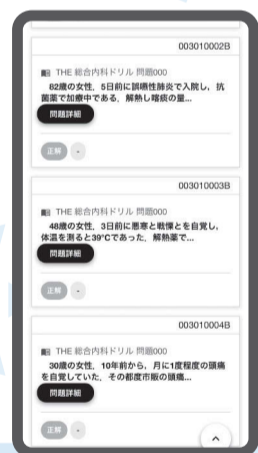 003010002B
THE 総合内科ドリル 問題000
82歳の女性，5日前に誤嚥性肺炎で入院し，抗
菌薬で加療中である．解熱し喀痰の量...
問題詳細
正解 -
003010003B
THE 総合内科ドリル 問題000
48歳の女性，3日前に悪寒と戦慄とを自覚し，
体温を測ると39℃であった．解熱薬で...
問題詳細
正解 -
003010004B
THE 総合内科ドリル 問題000
30歳の女性，10年前から，月に1度程度の頭痛
を自覚していた，その都度市販の頭痛...
問題詳細
正解 -